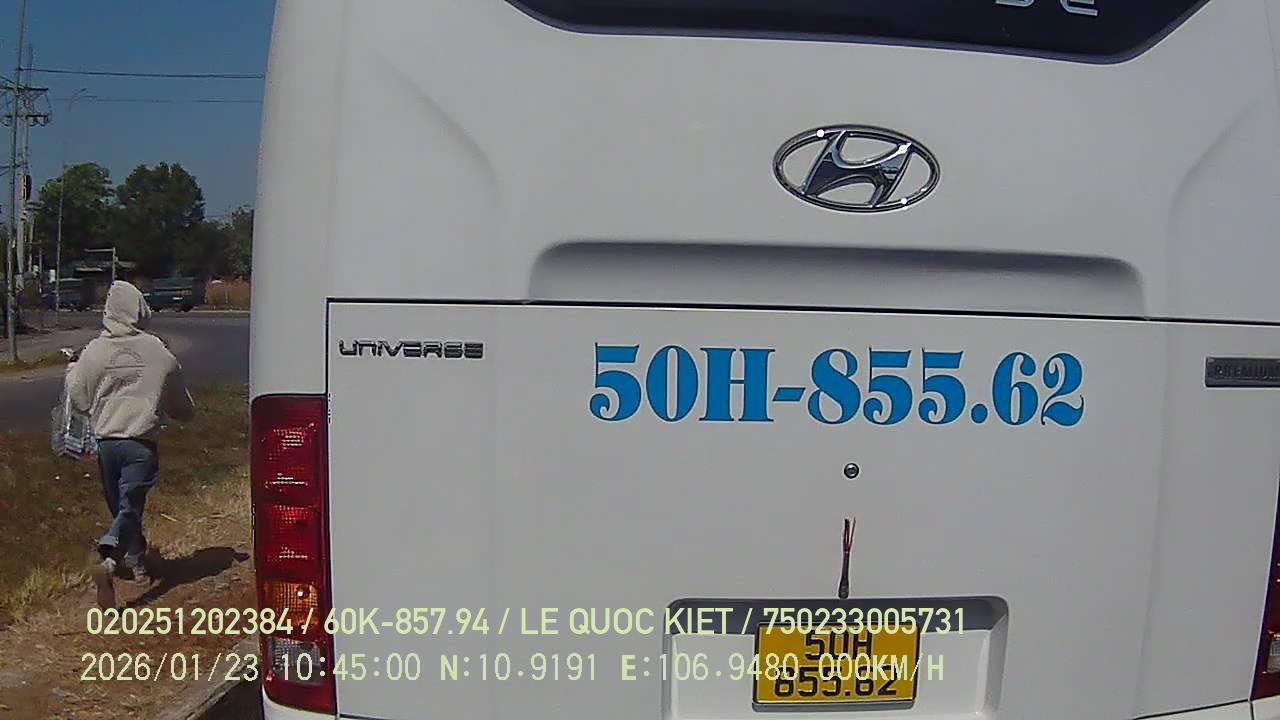 UNIVERSE
50H-855.62
PREMIUM
020251202384 / 60K-857.94 / LE QUOC KIET / 750233005731
2026/01/23 10:45:00 N:10.9191 E:106.9480 000KM/H
50H
855.62